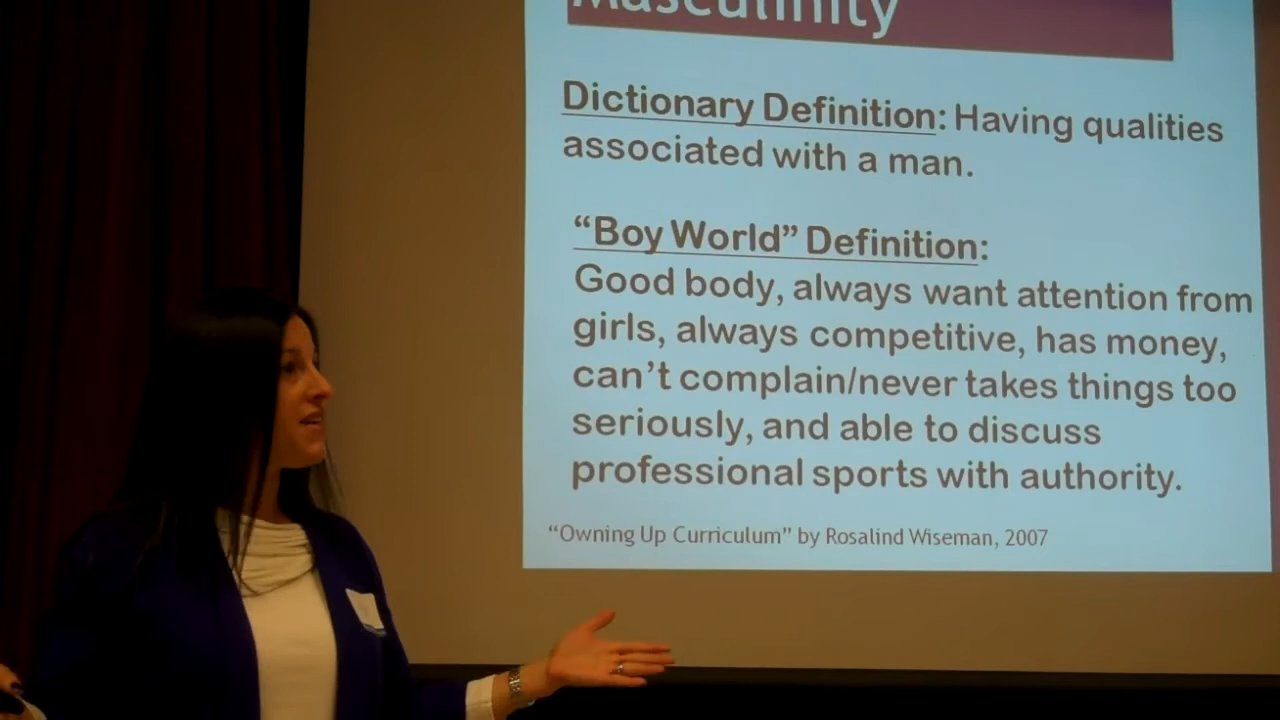 Masculinity
Dictionary Definition: Having qualities
associated with a man.
“Boy World” Definition:
Good body, always want attention from
girls, always competitive, has money,
can’t complain/never takes things too
seriously, and able to discuss
professional sports with authority.
“Owning Up Curriculum” by Rosalind Wiseman, 2007